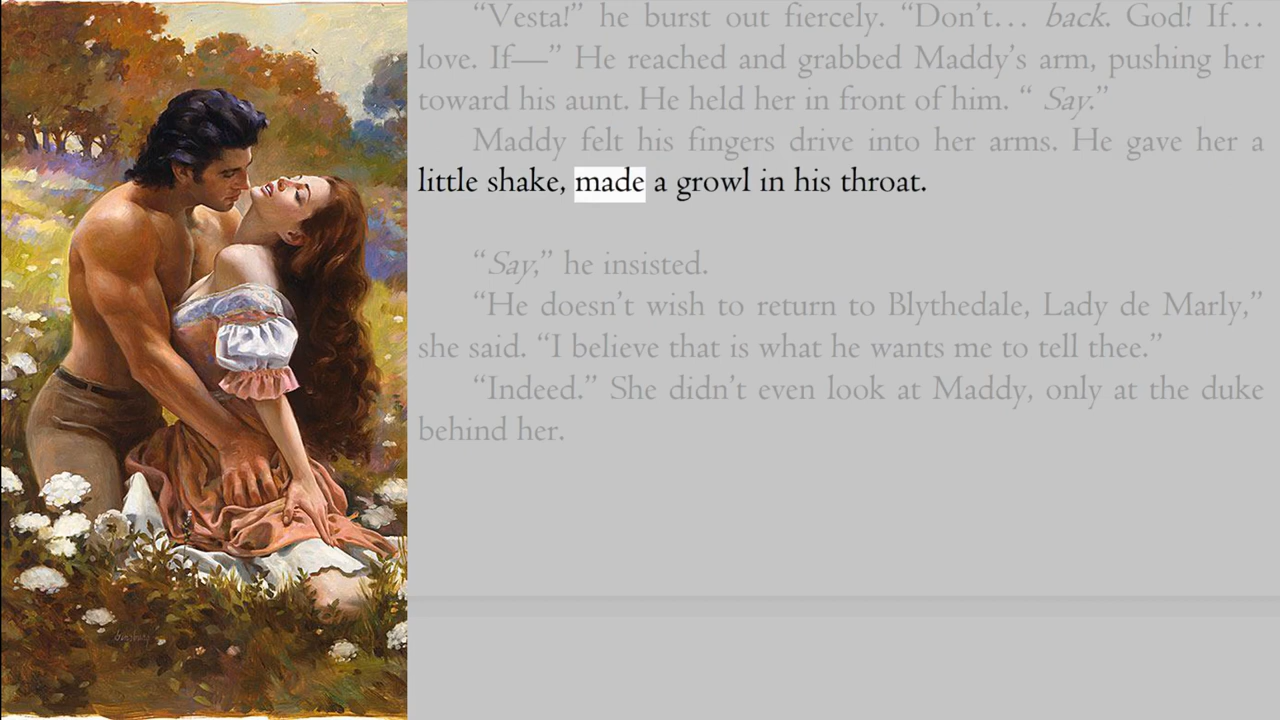 “Vesta!” he burst out fiercely. “Don’t… back. God! If…
love. If—” He reached and grabbed Maddy’s arm, pushing her
toward his aunt. He held her in front of him. “ Say.”
Maddy felt his fingers drive into her arms. He gave her a
little shake, made a growl in his throat.
“Say,” he insisted.
“He doesn’t wish to return to Blythedale, Lady de Marly,”
she said. “I believe that is what he wants me to tell thee.”
“Indeed.” She didn’t even look at Maddy, only at the duke
behind her.